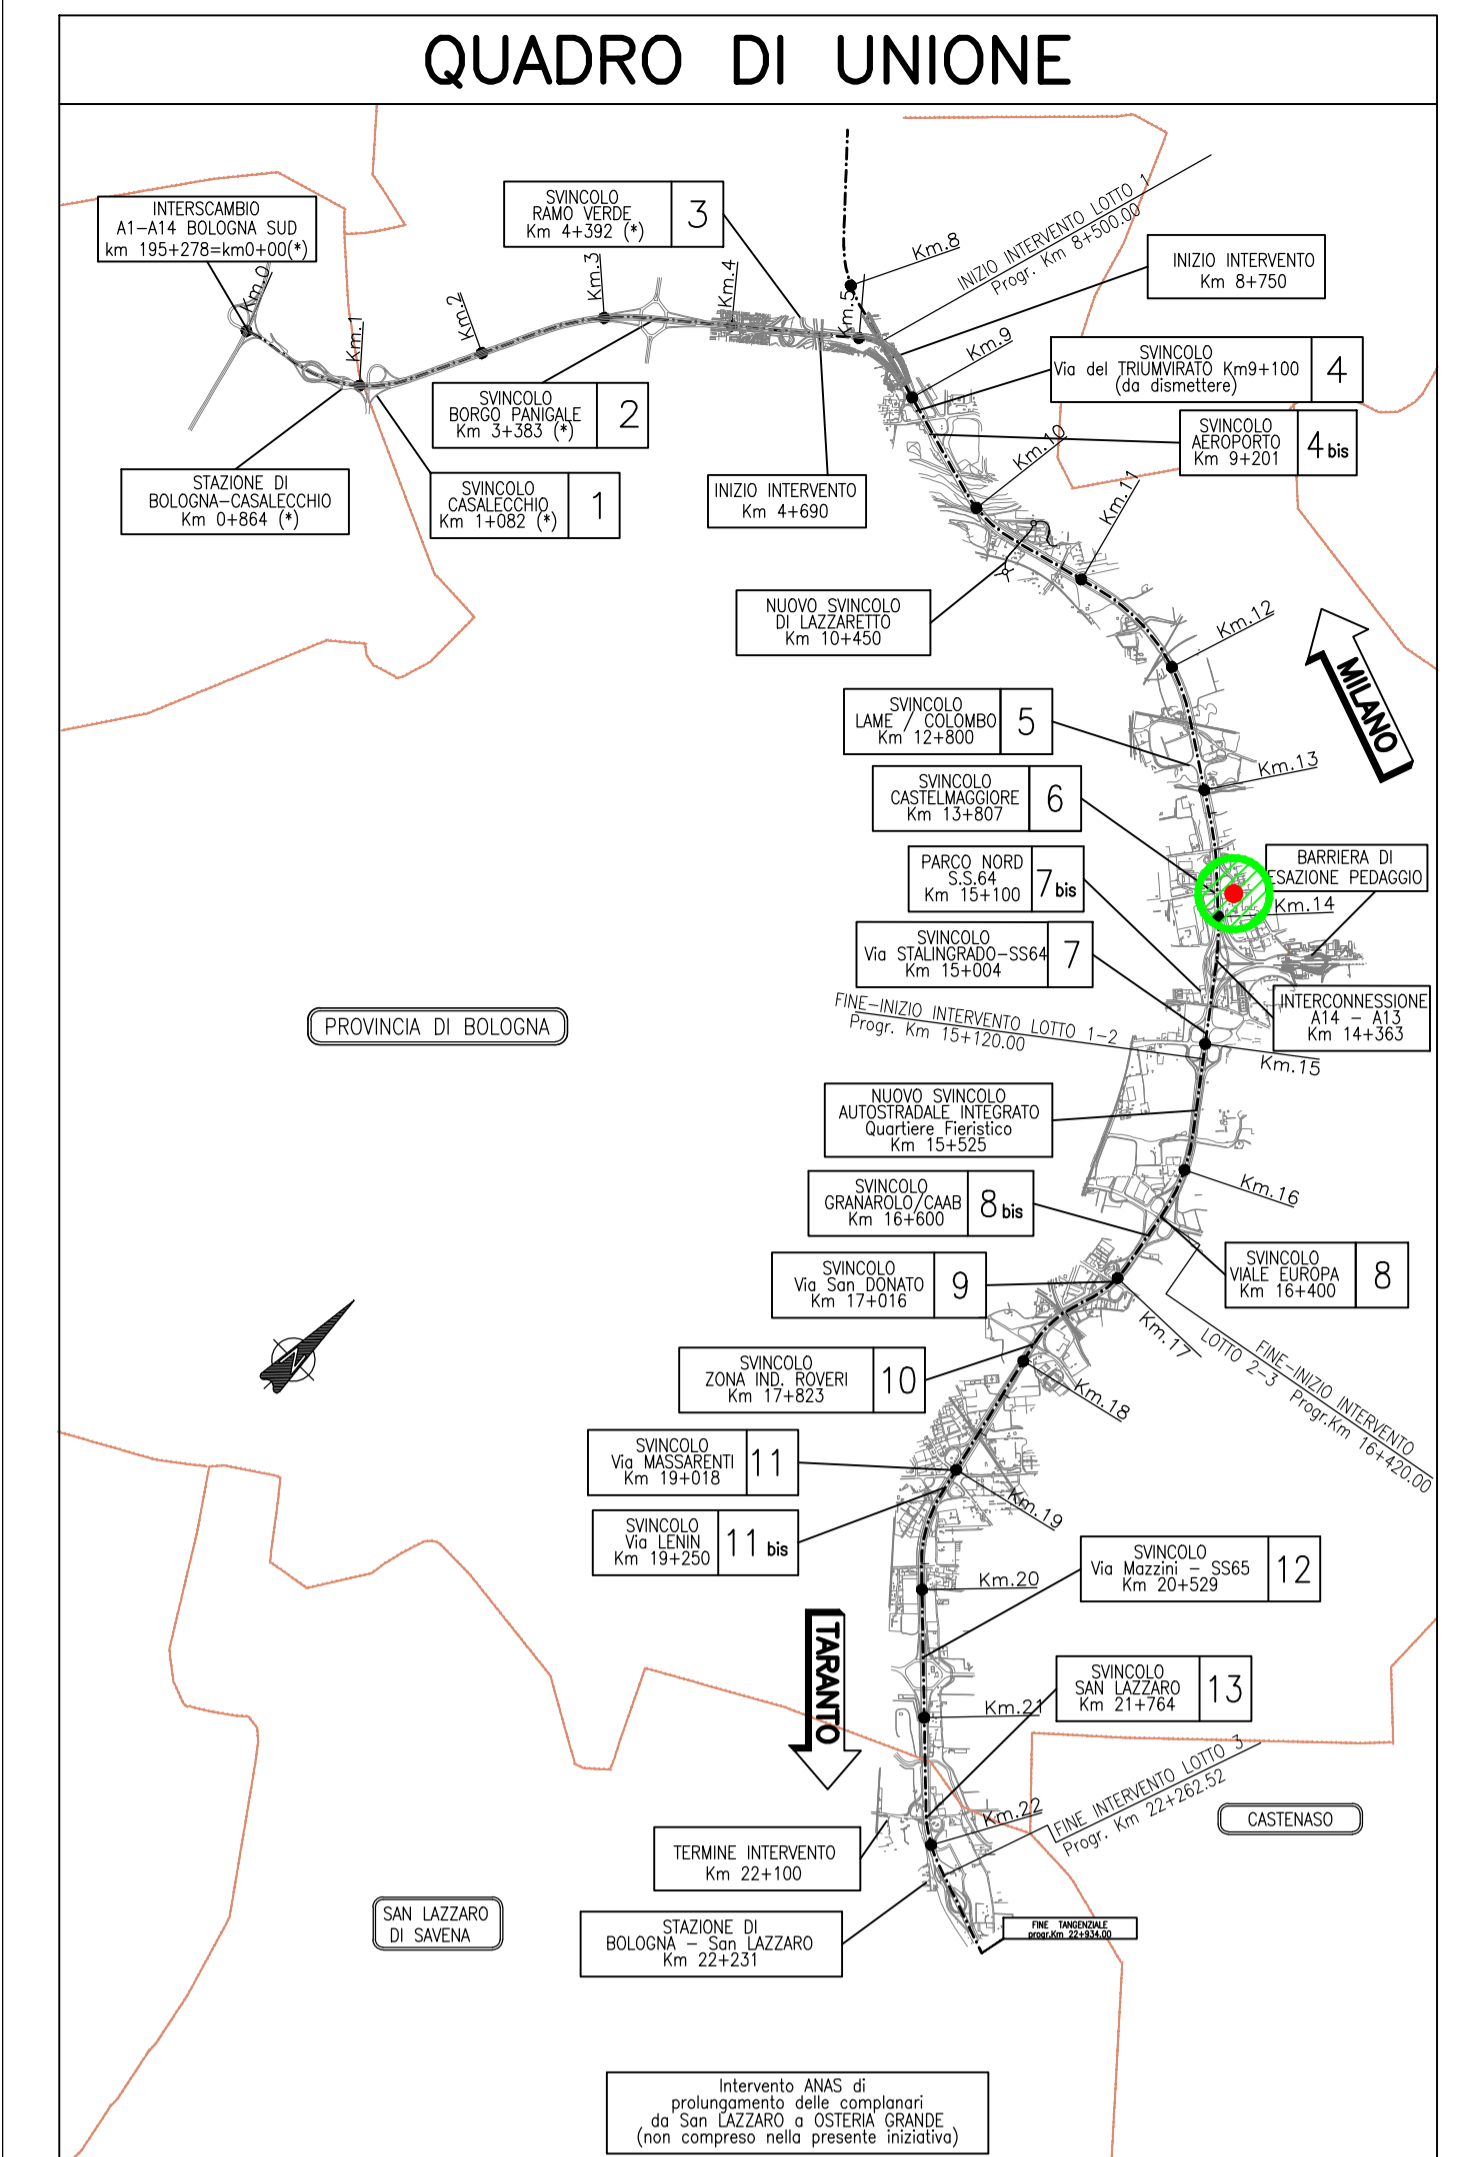 QUADRO DI UNIONE
INTERSCAMBIO
A1-A14 BOLOGNA SUD
km 195+278=km0+00(*)
SVINCOLO
RAMO VERDE
Km 4+392 (*)
3
INIZIO INTERVENTO LOTTO 1
Progr. Km 8+500.00
INIZIO INTERVENTO
Km 8+750
Km.0
Km.1
Km.2
Km.3
Km.4
Km.5
Km.8
Km.9
SVINCOLO
Via del TRIUMVIRATO Km9+100
(da dismettere)
4
SVINCOLO
BORGO PANIGALE
Km 3+383 (*)
2
SVINCOLO
AEROPORTO
Km 9+201
4 bis
Km.10
STAZIONE DI
BOLOGNA-CASALECCHIO
Km 0+864 (*)
SVINCOLO
CASALECCHIO
Km 1+082 (*)
1
INIZIO INTERVENTO
Km 4+690
Km.11
NUOVO SVINCOLO
DI LAZZARETTO
Km 10+450
Km.12
MILANO
SVINCOLO
LAME / COLOMBO
Km 12+800
5
Km.13
SVINCOLO
CASTELMAGGIORE
Km 13+807
6
BARRIERA DI
ESAZIONE PEDAGGIO
PARCO NORD
S.S.64
Km 15+100
7 bis
Km.14
SVINCOLO
Via STALINGRADO-SS64
Km 15+004
7
FINE-INIZIO INTERVENTO LOTTO 1-2
Progr. Km 15+120.00
INTERCONNESSIONE
A14 - A13
Km 14+363
PROVINCIA DI BOLOGNA
Km.15
NUOVO SVINCOLO
AUTOSTRADALE INTEGRATO
Quartiere Fieristico
Km 15+525
Km.16
SVINCOLO
GRANAROLO/CAAB
Km 16+600
8 bis
SVINCOLO
VIALE EUROPA
Km 16+400
8
SVINCOLO
Via San DONATO
Km 17+016
9
Km.17
FINE-INIZIO INTERVENTO
LOTTO 2-3 Progr.Km 16+420.00
N
SVINCOLO
ZONA IND. ROVERI
Km 17+823
10
Km.18
SVINCOLO
Via MASSARENTI
Km 19+018
11
Km.19
SVINCOLO
Via LENIN
Km 19+250
11 bis
SVINCOLO
Via Mazzini - SS65
Km 20+529
12
Km.20
TARANTO
SVINCOLO
SAN LAZZARO
Km 21+764
13
Km.21
FINE INTERVENTO LOTTO 3
Progr. Km 22+262.52
Km.22
CASTENASO
TERMINE INTERVENTO
Km 22+100
SAN LAZZARO
DI SAVENA
STAZIONE DI
BOLOGNA - San LAZZARO
Km 22+231
FINE TANGENZIALE
progr.Km 22+934.00
Intervento ANAS di
prolungamento delle complanari
da San LAZZARO a OSTERIA GRANDE
(non compreso nella presente iniziativa)